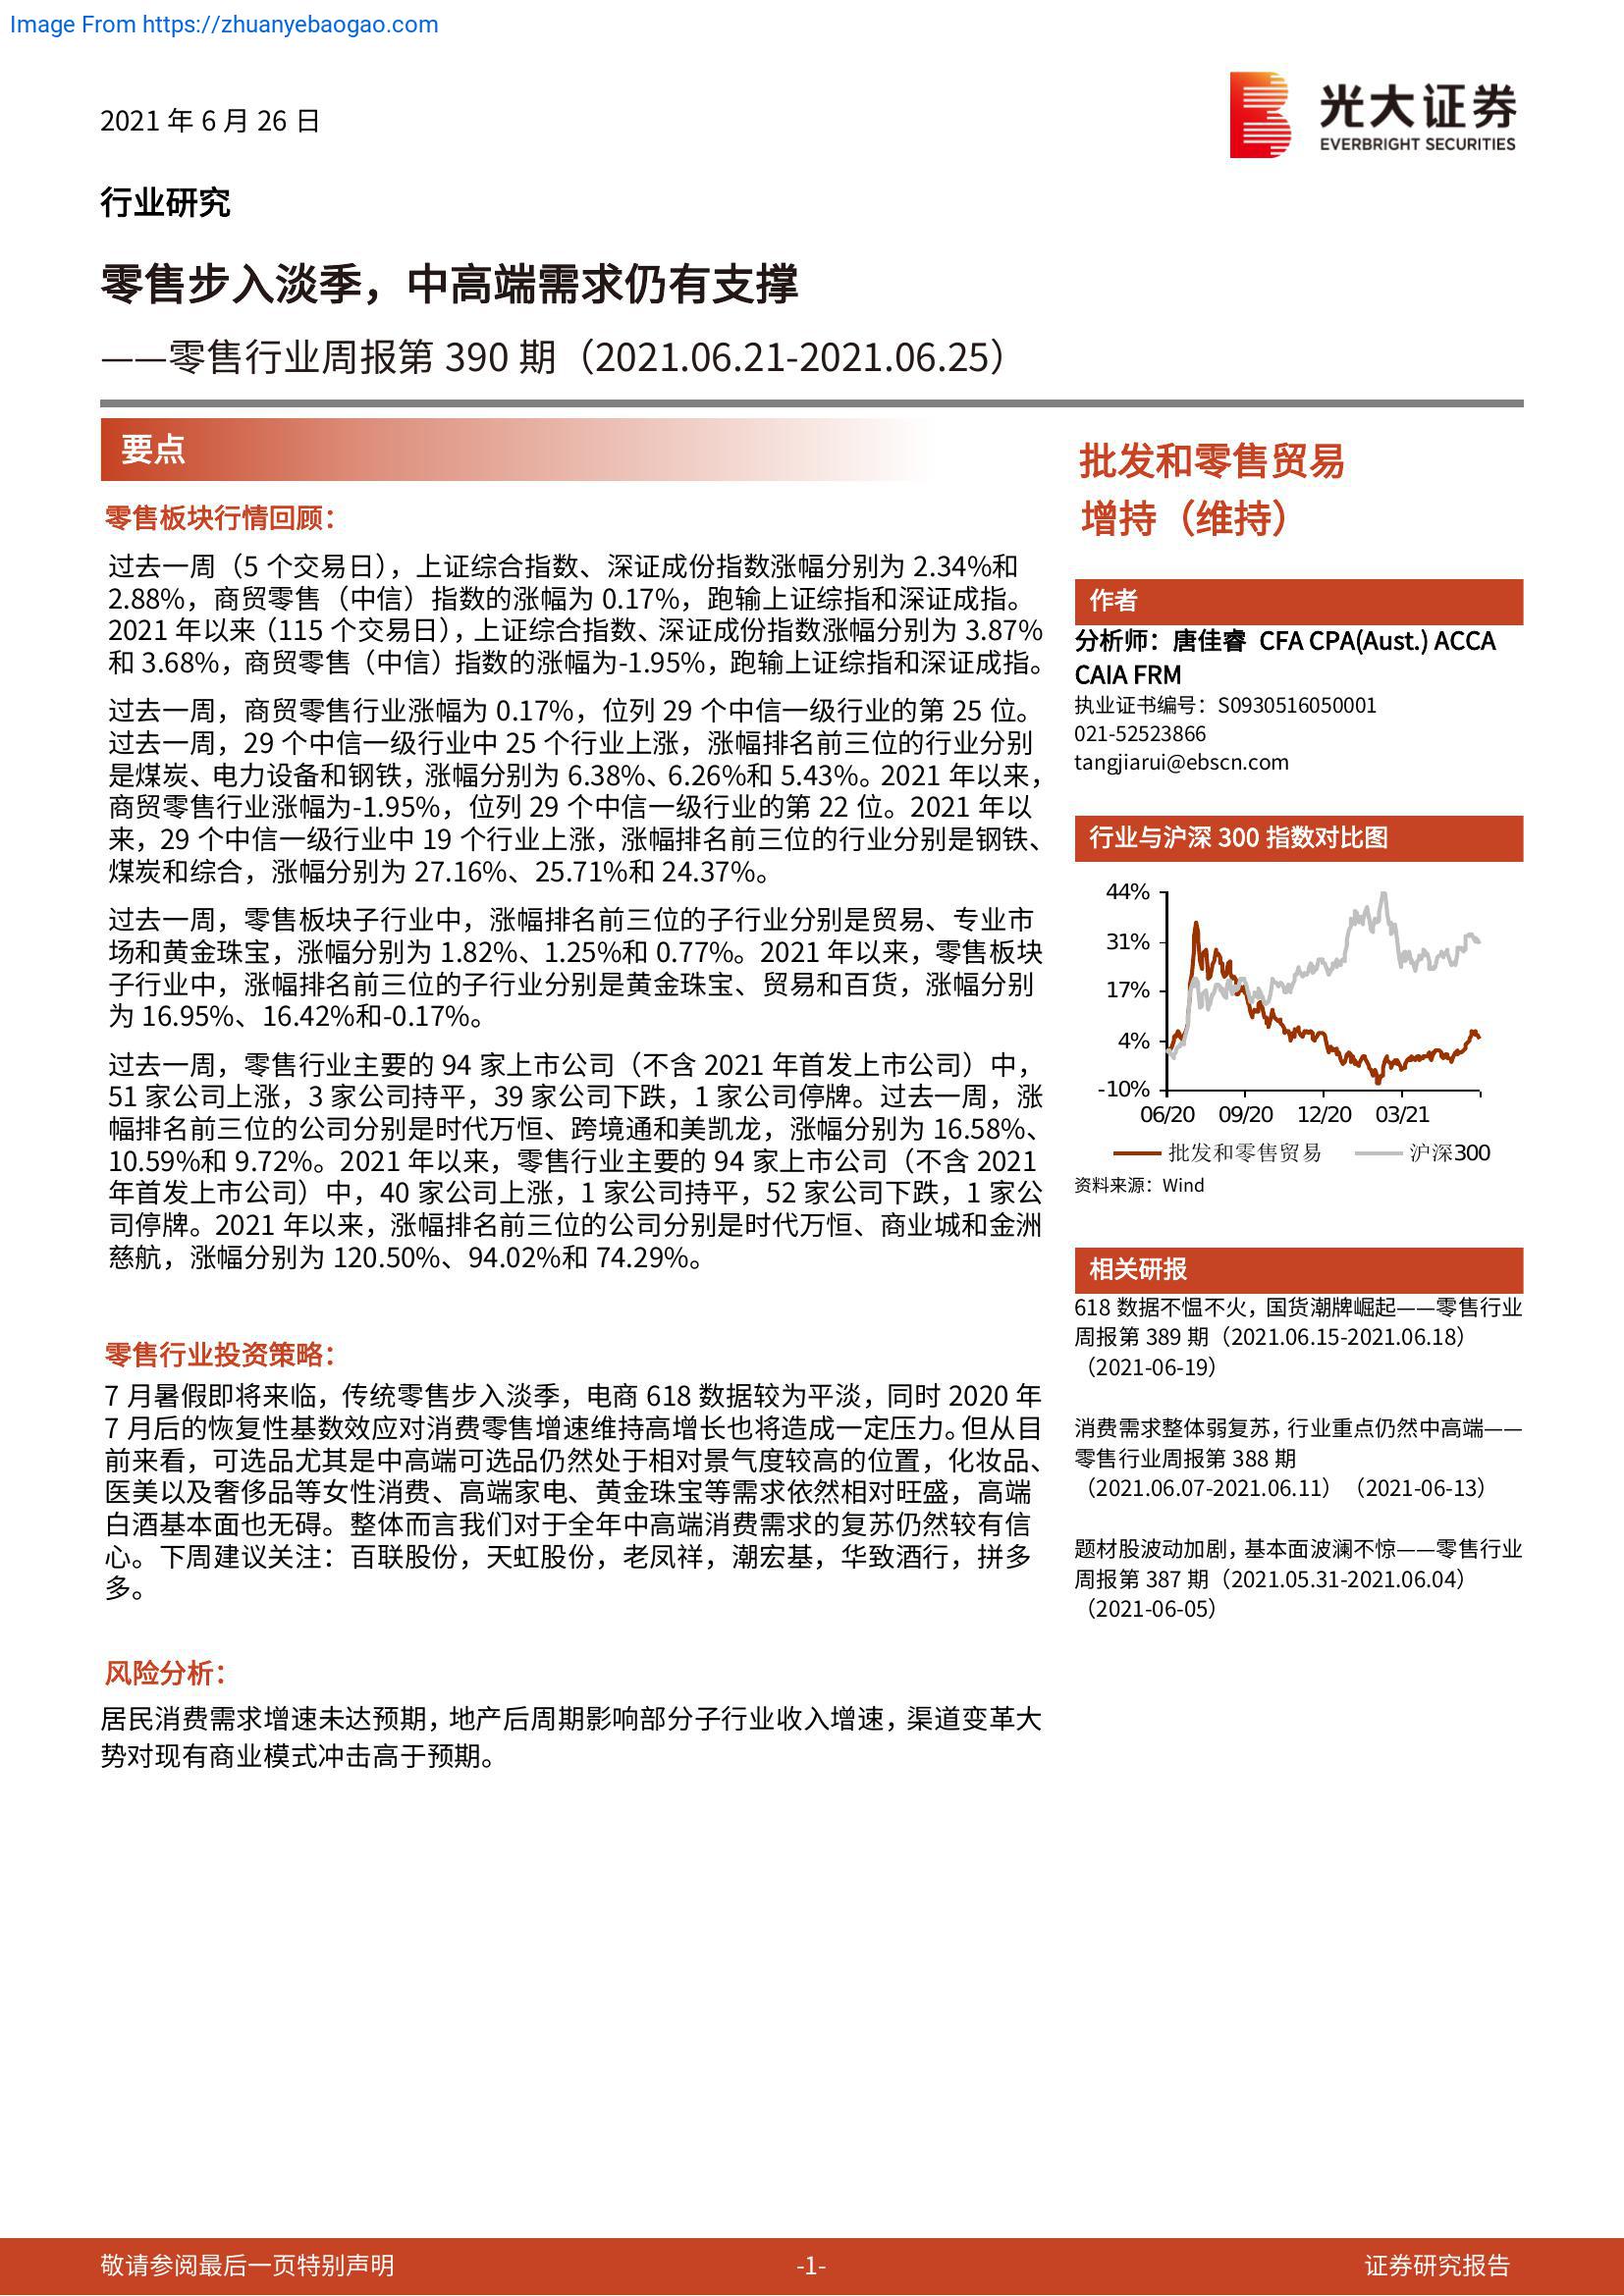 Image From https://zhuanyebaogao.com
2021 年 6 月 26 日
光大证券
EVERBRIGHT SECURITIES
行业研究
零售步入淡季，中高端需求仍有支撑
——零售行业周报第 390 期（2021.06.21-2021.06.25）
要点
零售板块行情回顾：
过去一周（5 个交易日），上证综合指数、深证成份指数涨幅分别为 2.34%和
2.88%，商贸零售（中信）指数的涨幅为 0.17%，跑输上证综指和深证成指。
2021 年以来（115 个交易日），上证综合指数、深证成份指数涨幅分别为 3.87%
和 3.68%，商贸零售（中信）指数的涨幅为-1.95%，跑输上证综指和深证成指。
过去一周，商贸零售行业涨幅为 0.17%，位列 29 个中信一级行业的第 25 位。
过去一周，29 个中信一级行业中 25 个行业上涨，涨幅排名前三位的行业分别
是煤炭、电力设备和钢铁，涨幅分别为 6.38%、6.26%和 5.43%。2021 年以来，
商贸零售行业涨幅为-1.95%，位列 29 个中信一级行业的第 22 位。2021 年以
来，29 个中信一级行业中 19 个行业上涨，涨幅排名前三位的行业分别是钢铁、
煤炭和综合，涨幅分别为 27.16%、25.71%和 24.37%。
过去一周，零售板块子行业中，涨幅排名前三位的子行业分别是贸易、专业市
场和黄金珠宝，涨幅分别为 1.82%、1.25%和 0.77%。2021 年以来，零售板块
子行业中，涨幅排名前三位的子行业分别是黄金珠宝、贸易和百货，涨幅分别
为 16.95%、16.42%和-0.17%。
过去一周，零售行业主要的 94 家上市公司（不含 2021 年首发上市公司）中，
51 家公司上涨，3 家公司持平，39 家公司下跌，1 家公司停牌。过去一周，涨
幅排名前三位的公司分别是时代万恒、跨境通和美凯龙，涨幅分别为 16.58%、
10.59%和 9.72%。2021 年以来，零售行业主要的 94 家上市公司（不含 2021
年首发上市公司）中，40 家公司上涨，1 家公司持平，52 家公司下跌，1 家公
司停牌。2021 年以来，涨幅排名前三位的公司分别是时代万恒、商业城和金洲
慈航，涨幅分别为 120.50%、94.02%和 74.29%。
零售行业投资策略：
7 月暑假即将来临，传统零售步入淡季，电商 618 数据较为平淡，同时 2020 年
7 月后的恢复性基数效应对消费零售增速维持高增长也将造成一定压力。但从目
前来看，可选品尤其是中高端可选品仍然处于相对景气度较高的位置，化妆品、
医美以及奢侈品等女性消费、高端家电、黄金珠宝等需求依然相对旺盛，高端
白酒基本面也无碍。整体而言我们对于全年中高端消费需求的复苏仍然较有信
心。下周建议关注：百联股份，天虹股份，老凤祥，潮宏基，华致酒行，拼多
多。
风险分析：
居民消费需求增速未达预期，地产后周期影响部分子行业收入增速，渠道变革大
势对现有商业模式冲击高于预期。
批发和零售贸易
增持（维持）
作者
分析师：唐佳睿 CFA CPA(Aust.) ACCA
CAIA FRM
执业证书编号：S0930516050001
021-52523866
tangjiarui@ebscn.com
行业与沪深 300 指数对比图
44%
31%
17%
4%
-10%
06/20 09/20 12/20 03/21
批发和零售贸易 沪深300
资料来源：Wind
相关研报
618 数据不愠不火，国货潮牌崛起——零售行业
周报第 389 期（2021.06.15-2021.06.18）
（2021-06-19）
消费需求整体弱复苏，行业重点仍然中高端——
零售行业周报第 388 期
（2021.06.07-2021.06.11）（2021-06-13）
题材股波动加剧，基本面波澜不惊——零售行业
周报第 387 期（2021.05.31-2021.06.04）
（2021-06-05）
敬请参阅最后一页特别声明 -1- 证券研究报告